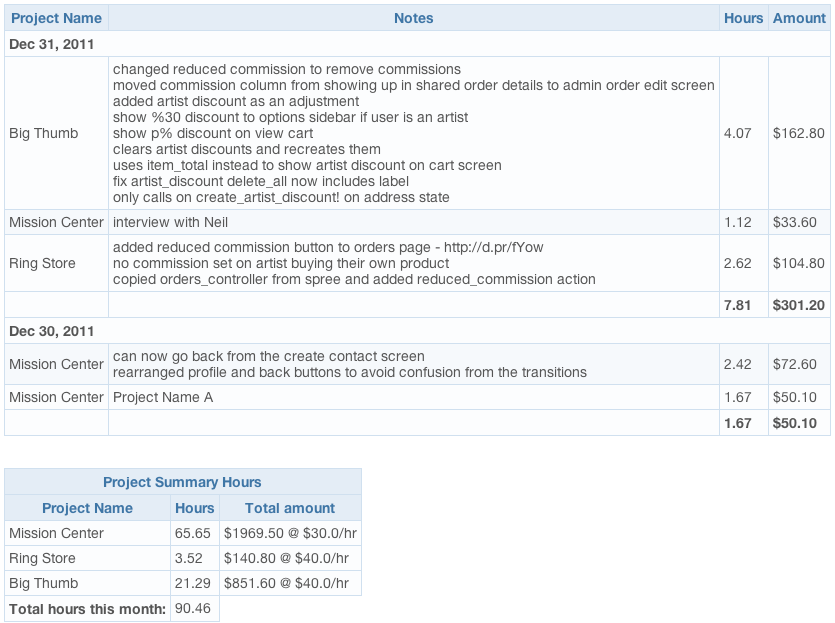 Project Name Notes Hours Amount
Dec 31, 2011
changed reduced commission to remove commissions
moved commission column from showing up in shared order details to admin order edit screen
added artist discount as an adjustment
show %30 discount to options sidebar if user is an artist
Big Thumb show p% discount on view cart 4.07 $162.80
clears artist discounts and recreates them
uses item_total instead to show artist discount on cart screen
fix artist_discount delete_all now includes label
only calls on create_artist_discount! on address state
Mission Center interview with Neil 1.12 $33.60
added reduced commission button to orders page - http://d.pr/fYow
Ring Store no commission set on artist buying their own product 2.62 $104.80
copied orders_controller from spree and added reduced_commission action
7.81 $301.20
Dec 30, 2011
can now go back from the create contact screen
Mission Center 2.42 $72.60
rearranged profile and back buttons to avoid confusion from the transitions
Mission Center Project Name A 1.67 $50.10
1.67 $50.10
Project Summary Hours
Project Name Hours Total amount
Mission Center 65.65 $1969.50 @ $30.0/hr
Ring Store 3.52 $140.80 @ $40.0/hr
Big Thumb 21.29 $851.60 @ $40.0/hr
Total hours this month: 90.46